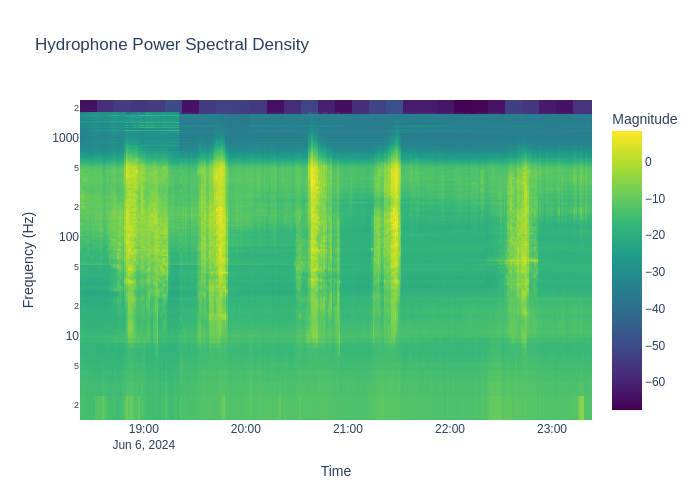 Hydrophone Power Spectral Density
Magnitude
0
−10
−20
−30
−40
−50
−60
Frequency (Hz)
2
1000
5
2
100
5
2
10
5
2
19:00 20:00 21:00 22:00 23:00
Jun 6, 2024
Time